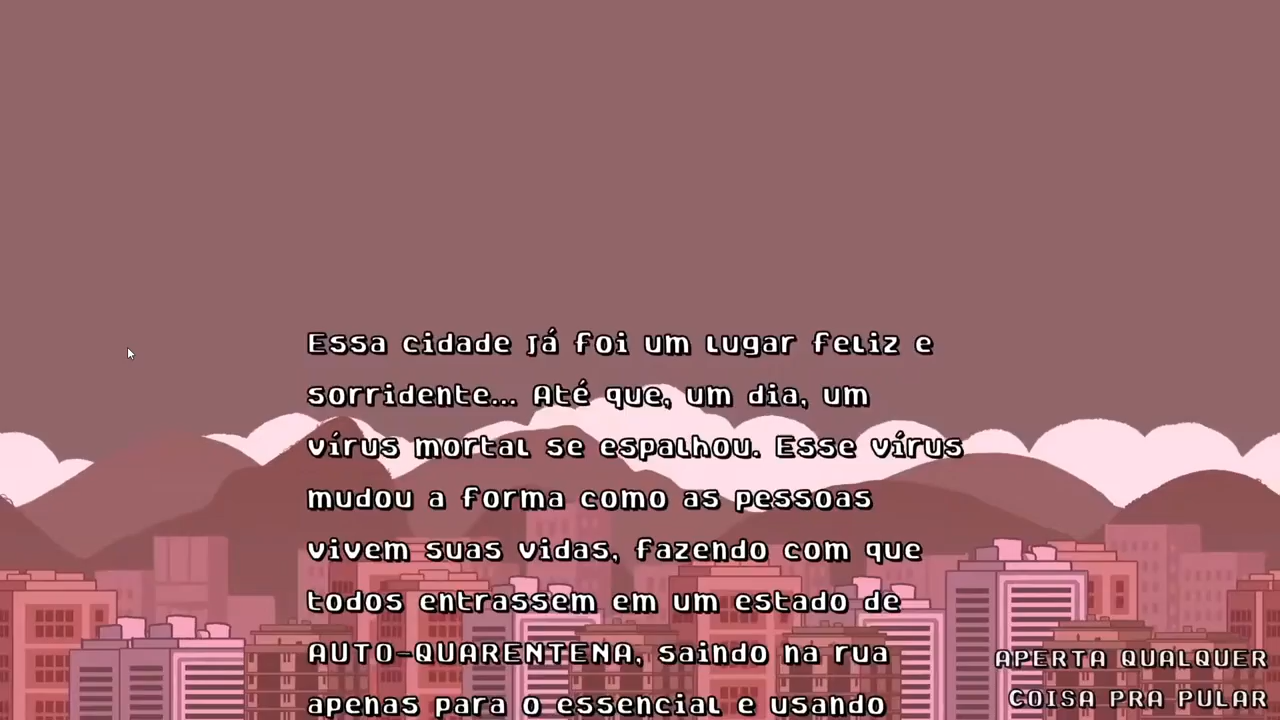 Essa cidade já foi um lugar feliz e
sorridente... Até que, um dia, um
vírus mortal se espalhou. Esse vírus
mudou a forma como as pessoas
vivem suas vidas, fazendo com que
todos entrassem em um estado de
AUTO-QUARENTENA, saindo na rua
apenas para o essencial e usando
APERTA QUALQUER
COISA PRA PULAR